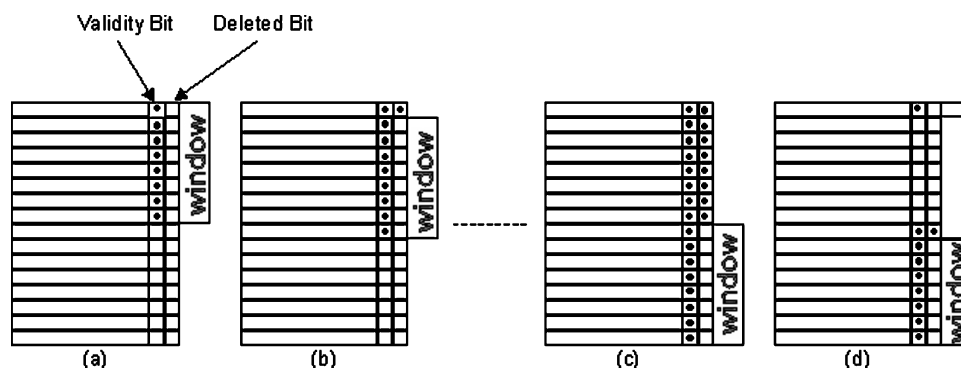 Validity Bit
Deleted Bit
window
window
window
window
(a)
(b)
(c)
(d)